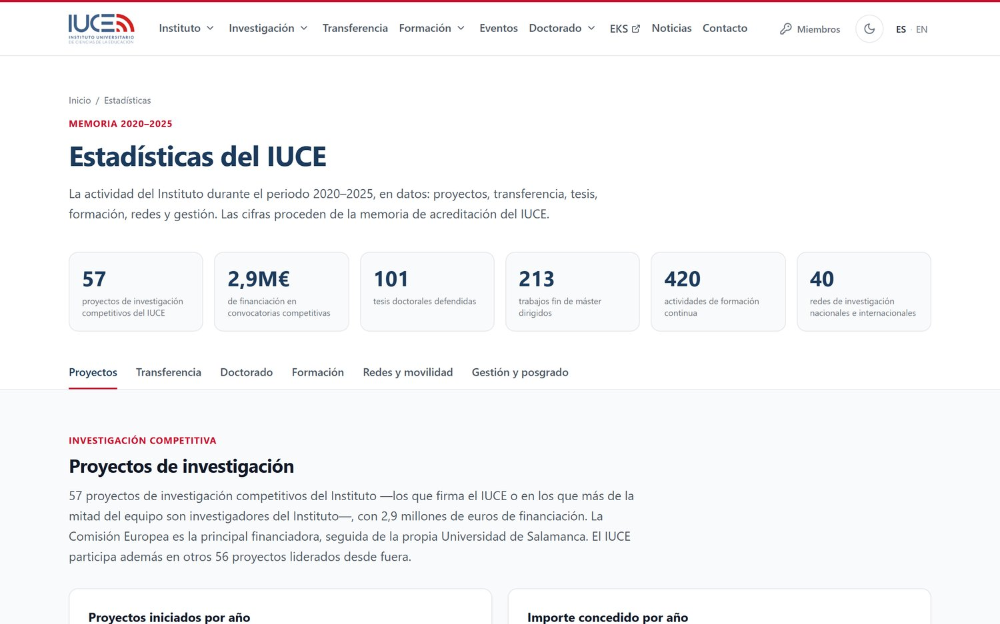 IUCE
INSTITUTO UNIVERSITARIO
DE CIENCIAS DE LA EDUCACIÓN
Instituto
Investigación
Transferencia
Formación
Eventos
Doctorado
EKS
Noticias
Contacto
Miembros
ES · EN
Inicio / Estadísticas
MEMORIA 2020–2025
Estadísticas del IUCE
La actividad del Instituto durante el periodo 2020–2025, en datos: proyectos, transferencia, tesis,
formación, redes y gestión. Las cifras proceden de la memoria de acreditación del IUCE.
57
proyectos de investigación
competitivos del IUCE
2,9M€
de financiación en
convocatorias competitivas
101
tesis doctorales defendidas
213
trabajos fin de máster
dirigidos
420
actividades de formación
continua
40
redes de investigación
nacionales e internacionales
Proyectos
Transferencia
Doctorado
Formación
Redes y movilidad
Gestión y posgrado
INVESTIGACIÓN COMPETITIVA
Proyectos de investigación
57 proyectos de investigación competitivos del Instituto —los que firma el IUCE o en los que más de la
mitad del equipo son investigadores del Instituto—, con 2,9 millones de euros de financiación. La
Comisión Europea es la principal financiadora, seguida de la propia Universidad de Salamanca. El IUCE
participa además en otros 56 proyectos liderados desde fuera.
Proyectos iniciados por año
Importe concedido por año